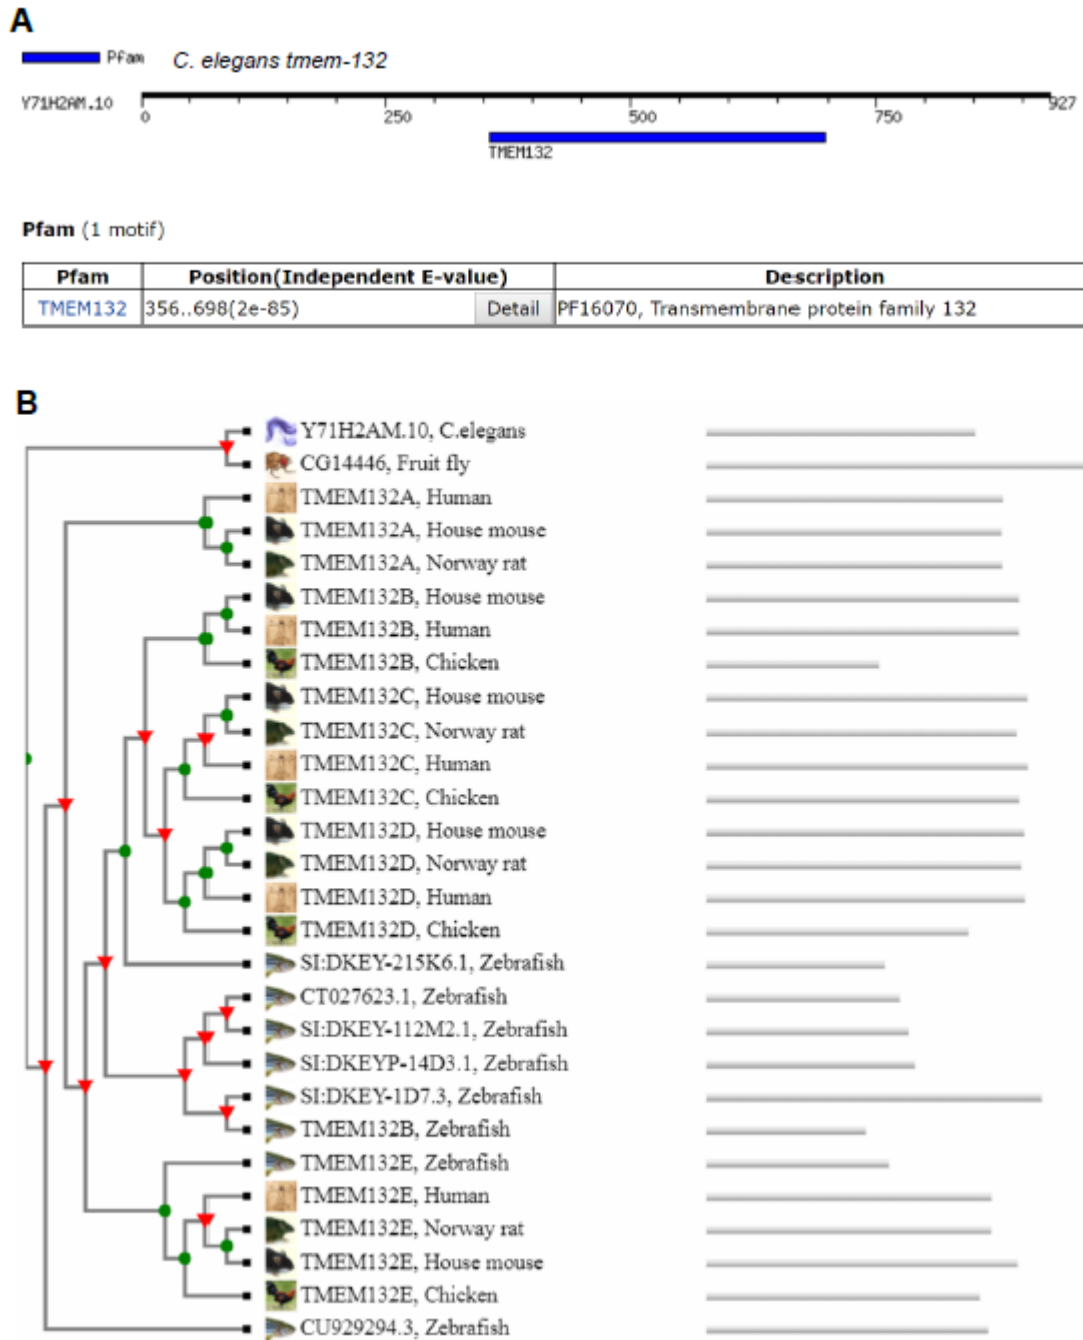 A
Pfam C. elegans tmem-132
Y71H2AM.10
0 250 500 750 927
TMEM132
Pfam (1 motif)
Pfam Position(Independent E-value) Description
TMEM132 356..698(2e-85) Detail PF16070, Transmembrane protein family 132
B
Y71H2AM.10, C.elegans
CG14446, Fruit fly
TMEM132A, Human
TMEM132A, House mouse
TMEM132A, Norway rat
TMEM132B, House mouse
TMEM132B, Human
TMEM132B, Chicken
TMEM132C, House mouse
TMEM132C, Norway rat
TMEM132C, Human
TMEM132C, Chicken
TMEM132D, House mouse
TMEM132D, Norway rat
TMEM132D, Human
TMEM132D, Chicken
SI:DKEY-215K6.1, Zebrafish
CT027623.1, Zebrafish
SI:DKEY-112M2.1, Zebrafish
SI:DKEYP-14D3.1, Zebrafish
SI:DKEY-1D7.3, Zebrafish
TMEM132B, Zebrafish
TMEM132E, Zebrafish
TMEM132E, Human
TMEM132E, Norway rat
TMEM132E, House mouse
TMEM132E, Chicken
CU929294.3, Zebrafish